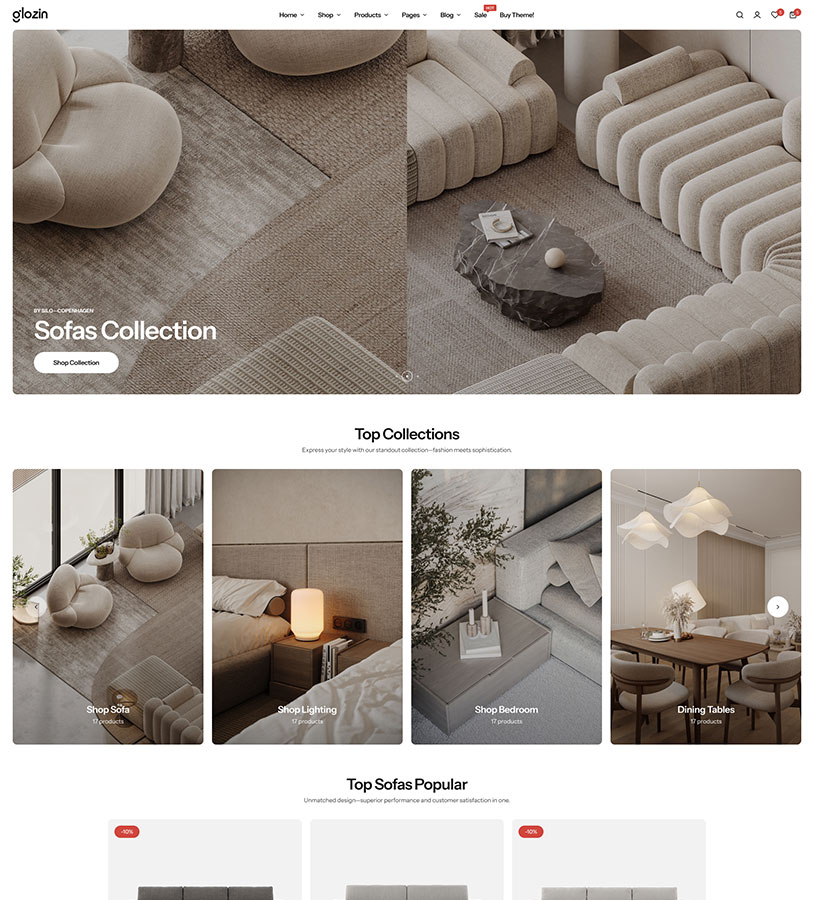 glozin
Home Shop Products Pages Blog Sale HOT Buy Theme!
BY SILO—COPENHAGEN
Sofas Collection
Shop Collection
Top Collections
Express your style with our standout collection—fashion meets sophistication.
Shop Sofa
17 products
Shop Lighting
17 products
Shop Bedroom
17 products
Dining Tables
17 products
Top Sofas Popular
Unmatched design—superior performance and customer satisfaction in one.
-10%
-10%